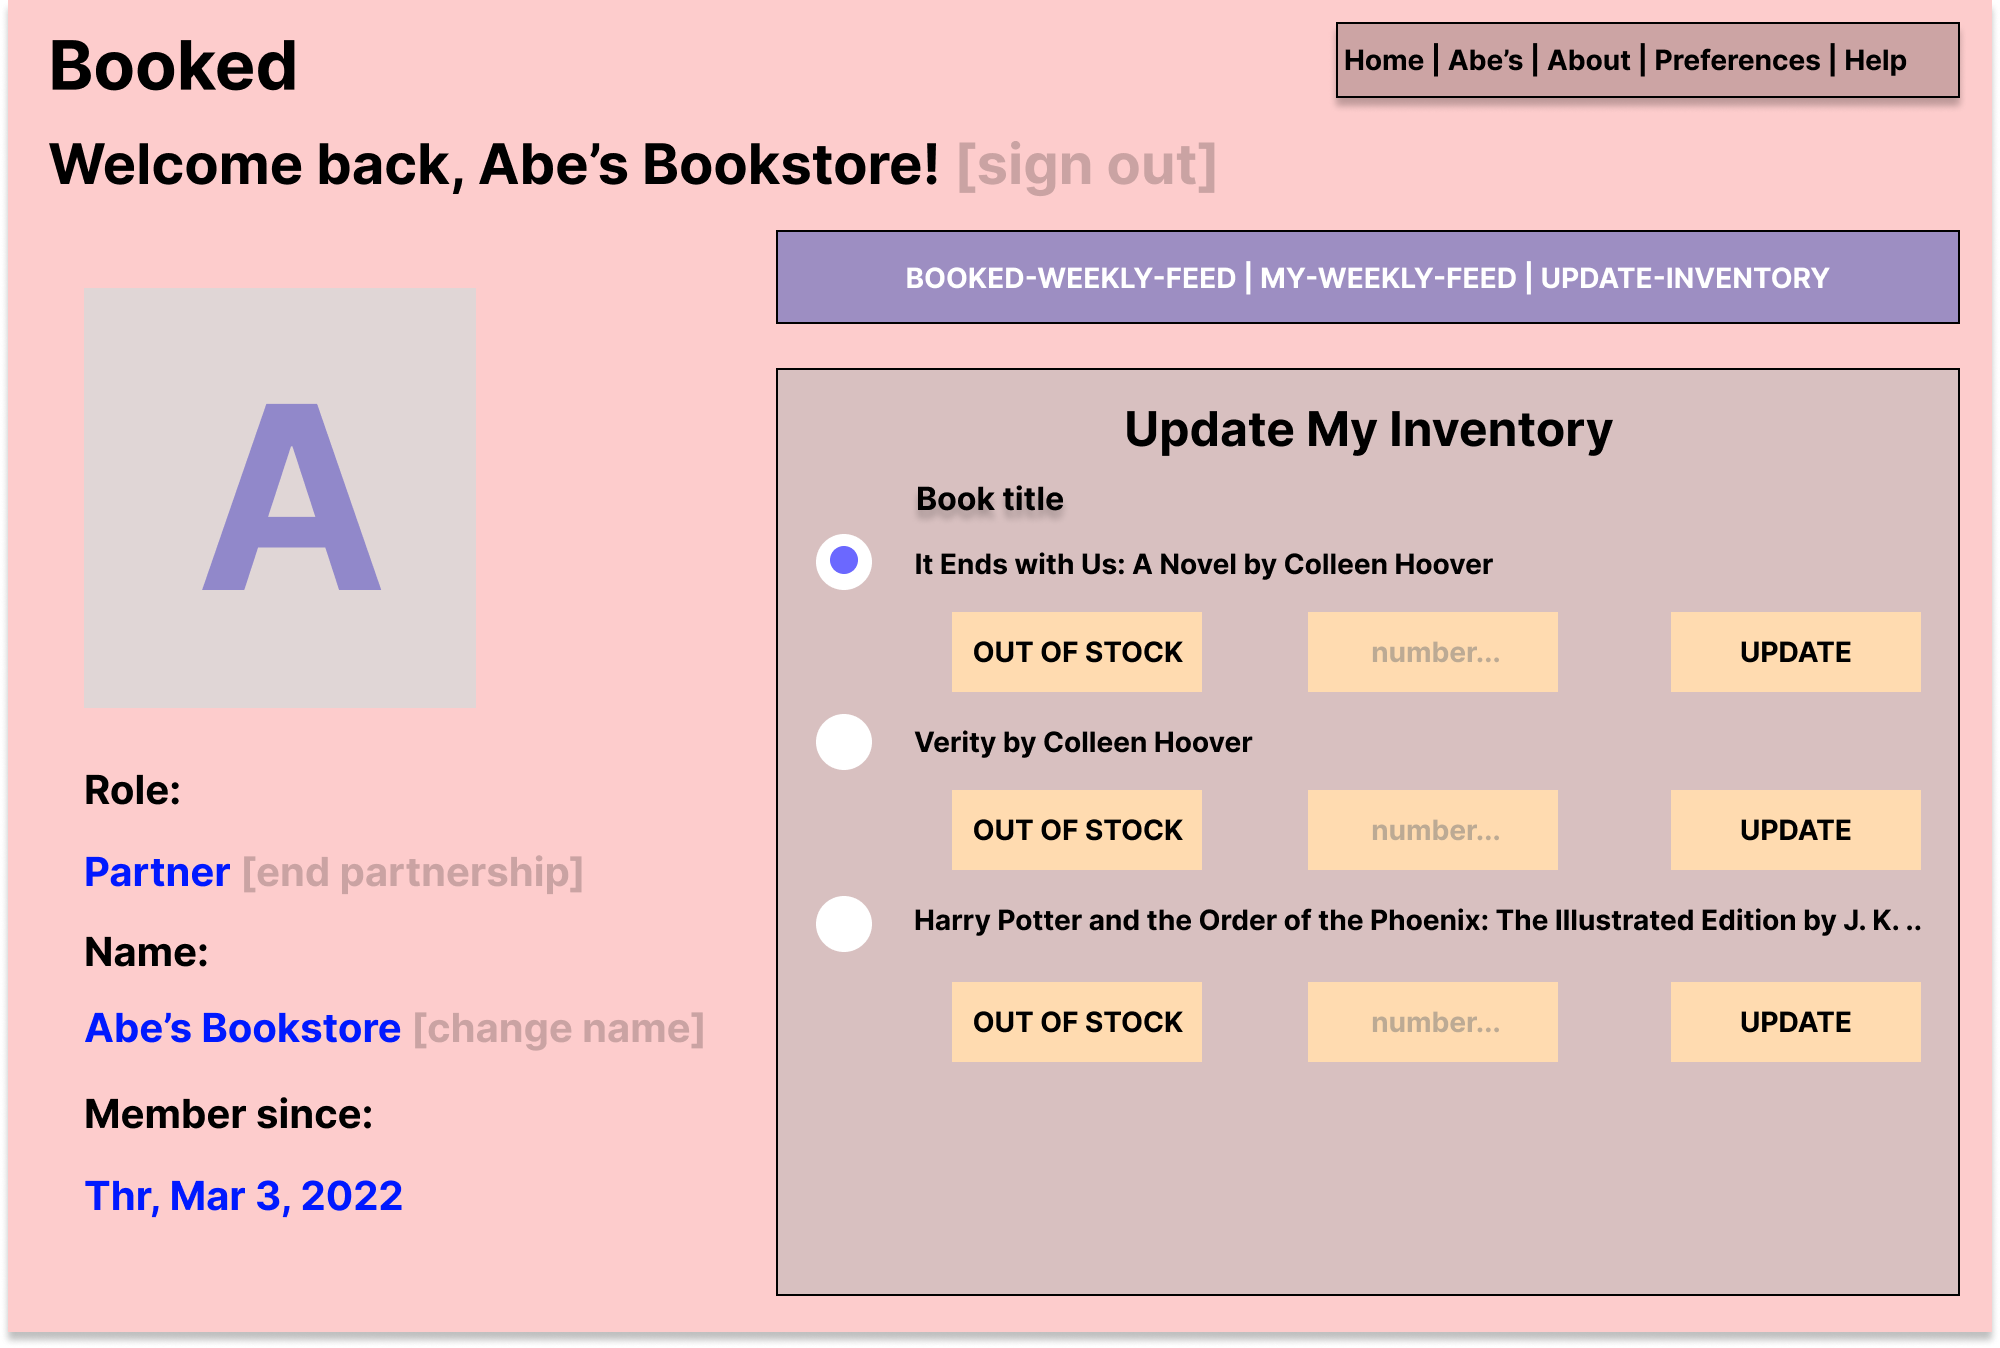 Booked
Home | Abe’s | About | Preferences | Help
Welcome back, Abe’s Bookstore! [sign out]
BOOKED-WEEKLY-FEED | MY-WEEKLY-FEED | UPDATE-INVENTORY
A
Role:
Partner [end partnership]
Name:
Abe’s Bookstore [change name]
Member since:
Thr, Mar 3, 2022
Update My Inventory
Book title
It Ends with Us: A Novel by Colleen Hoover
OUT OF STOCK number... UPDATE
Verity by Colleen Hoover
OUT OF STOCK number... UPDATE
Harry Potter and the Order of the Phoenix: The Illustrated Edition by J. K. ..
OUT OF STOCK number... UPDATE